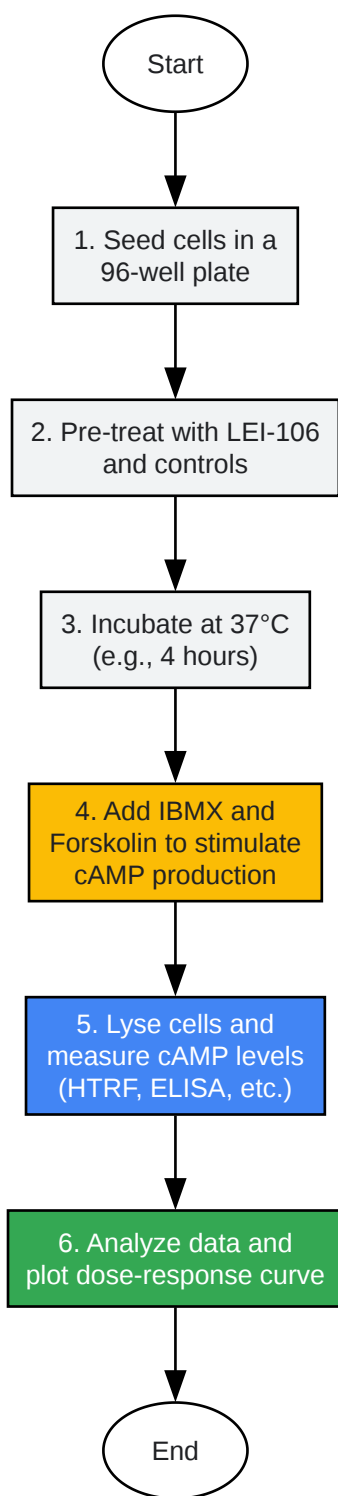 Start
1. Seed cells in a
96-well plate
2. Pre-treat with LEI-106
and controls
3. Incubate at 37°C
(e.g., 4 hours)
4. Add IBMX and
Forskolin to stimulate
cAMP production
5. Lyse cells and
measure cAMP levels
(HTRF, ELISA, etc.)
6. Analyze data and
plot dose-response curve
End